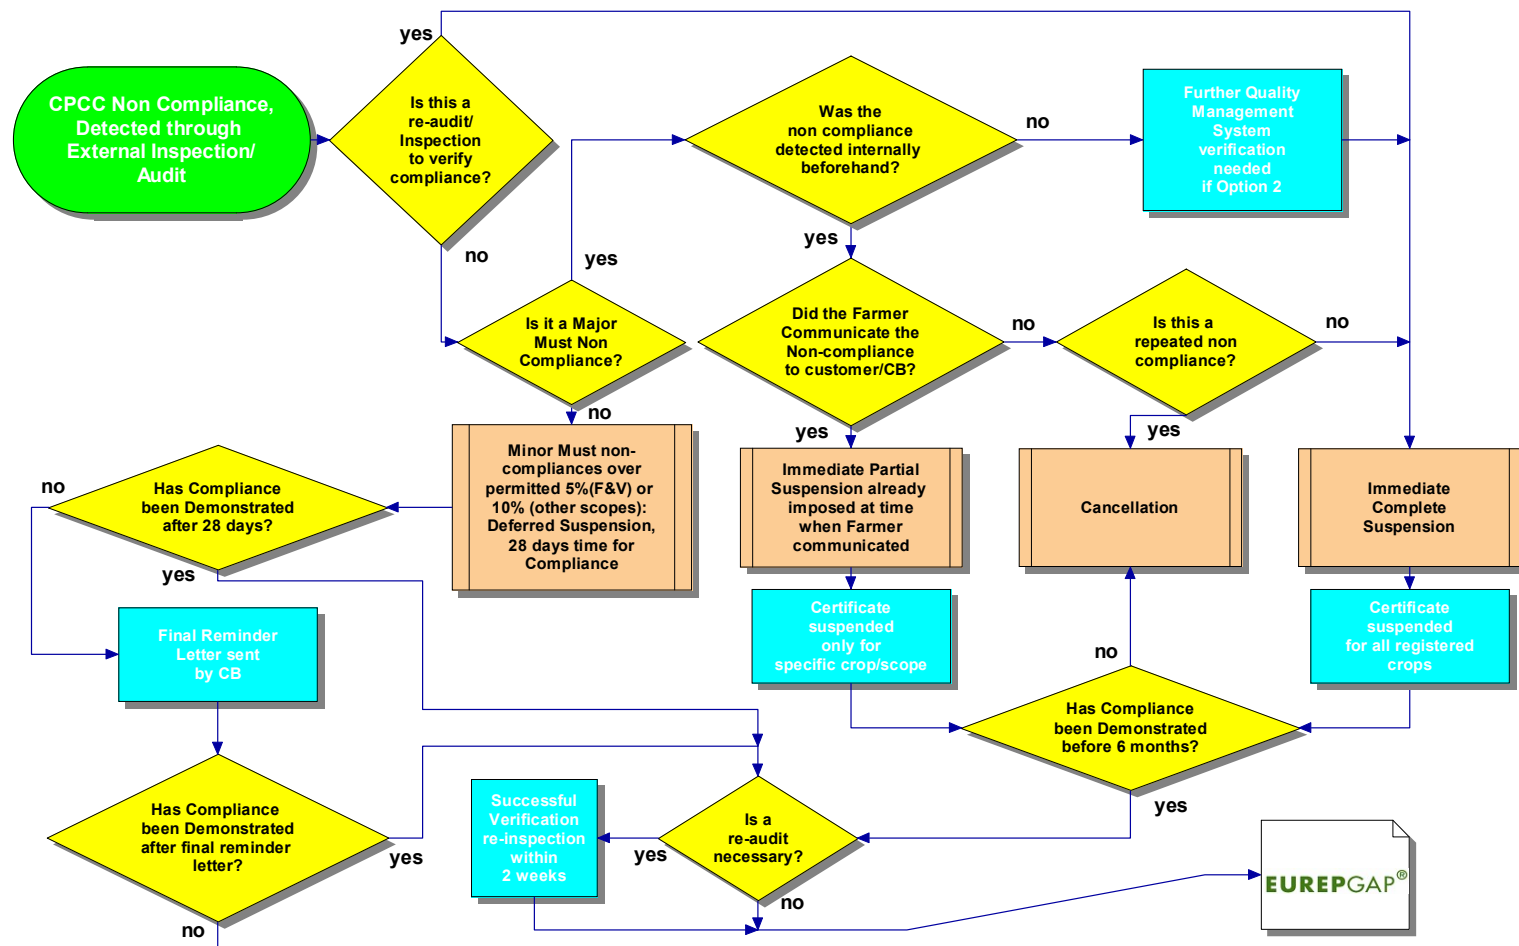 CPCC Non Compliance,
Detected through
External Inspection/
Audit
yes
Is this a
re-audit/
Inspection
to verify
compliance?
no
yes
Is it a Major
Must Non
Compliance?
no
Was the
non compliance
detected internally
beforehand?
no
Further Quality
Management
System
verification
needed
if Option 2
yes
Did the Farmer
Communicate the
Non-compliance
to customer/CB?
no
Is this a
repeated non
compliance?
no
yes
yes
Minor Must non-
compliances over
permitted 5%(F&V) or
10% (other scopes):
Deferred Suspension,
28 days time for
Compliance
Immediate Partial
Suspension already
imposed at time
when Farmer
communicated
Cancellation
Immediate
Complete
Suspension
no
Has Compliance
been Demonstrated
after 28 days?
yes
Final Reminder
Letter sent
by CB
Certificate
suspended
only for
specific crop/scope
Certificate
suspended
for all registered
crops
no
Has Compliance
been Demonstrated
before 6 months?
yes
Has Compliance
been Demonstrated
after final reminder
letter?
yes
no
Successful
Verification
re-inspection
within
2 weeks
yes
Is a
re-audit
necessary?
no
EUREPGAP®